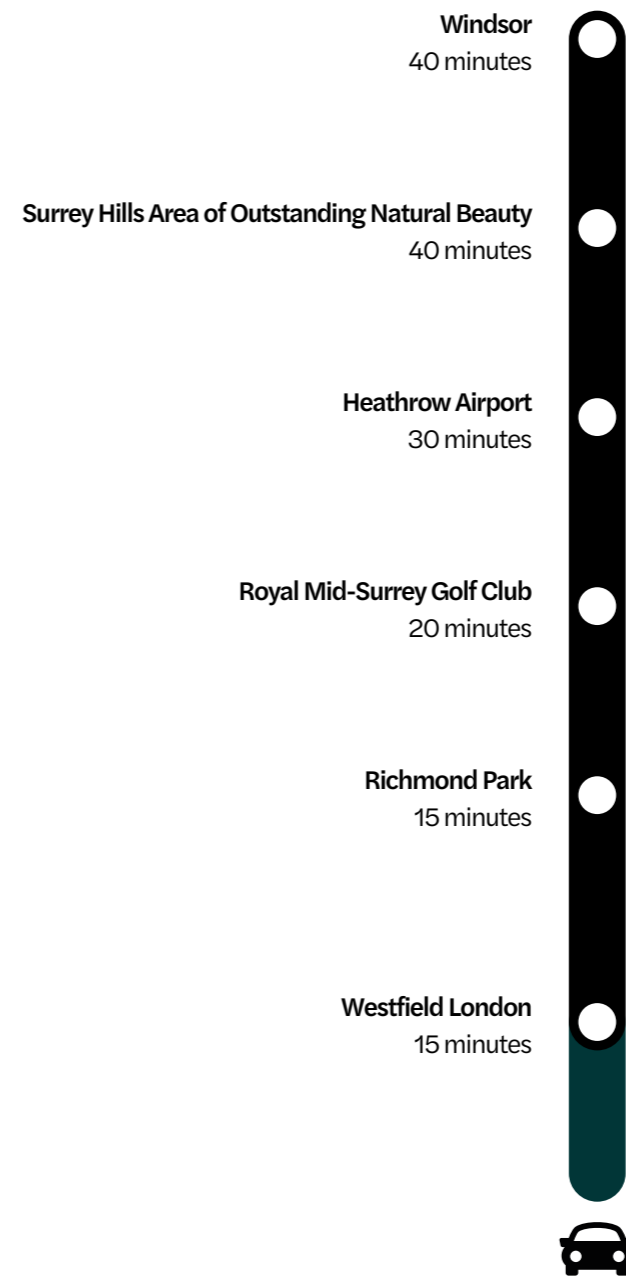 Windsor
40 minutes
Surrey Hills Area of Outstanding Natural Beauty
40 minutes
Heathrow Airport
30 minutes
Royal Mid-Surrey Golf Club
20 minutes
Richmond Park
15 minutes
Westfield London
15 minutes